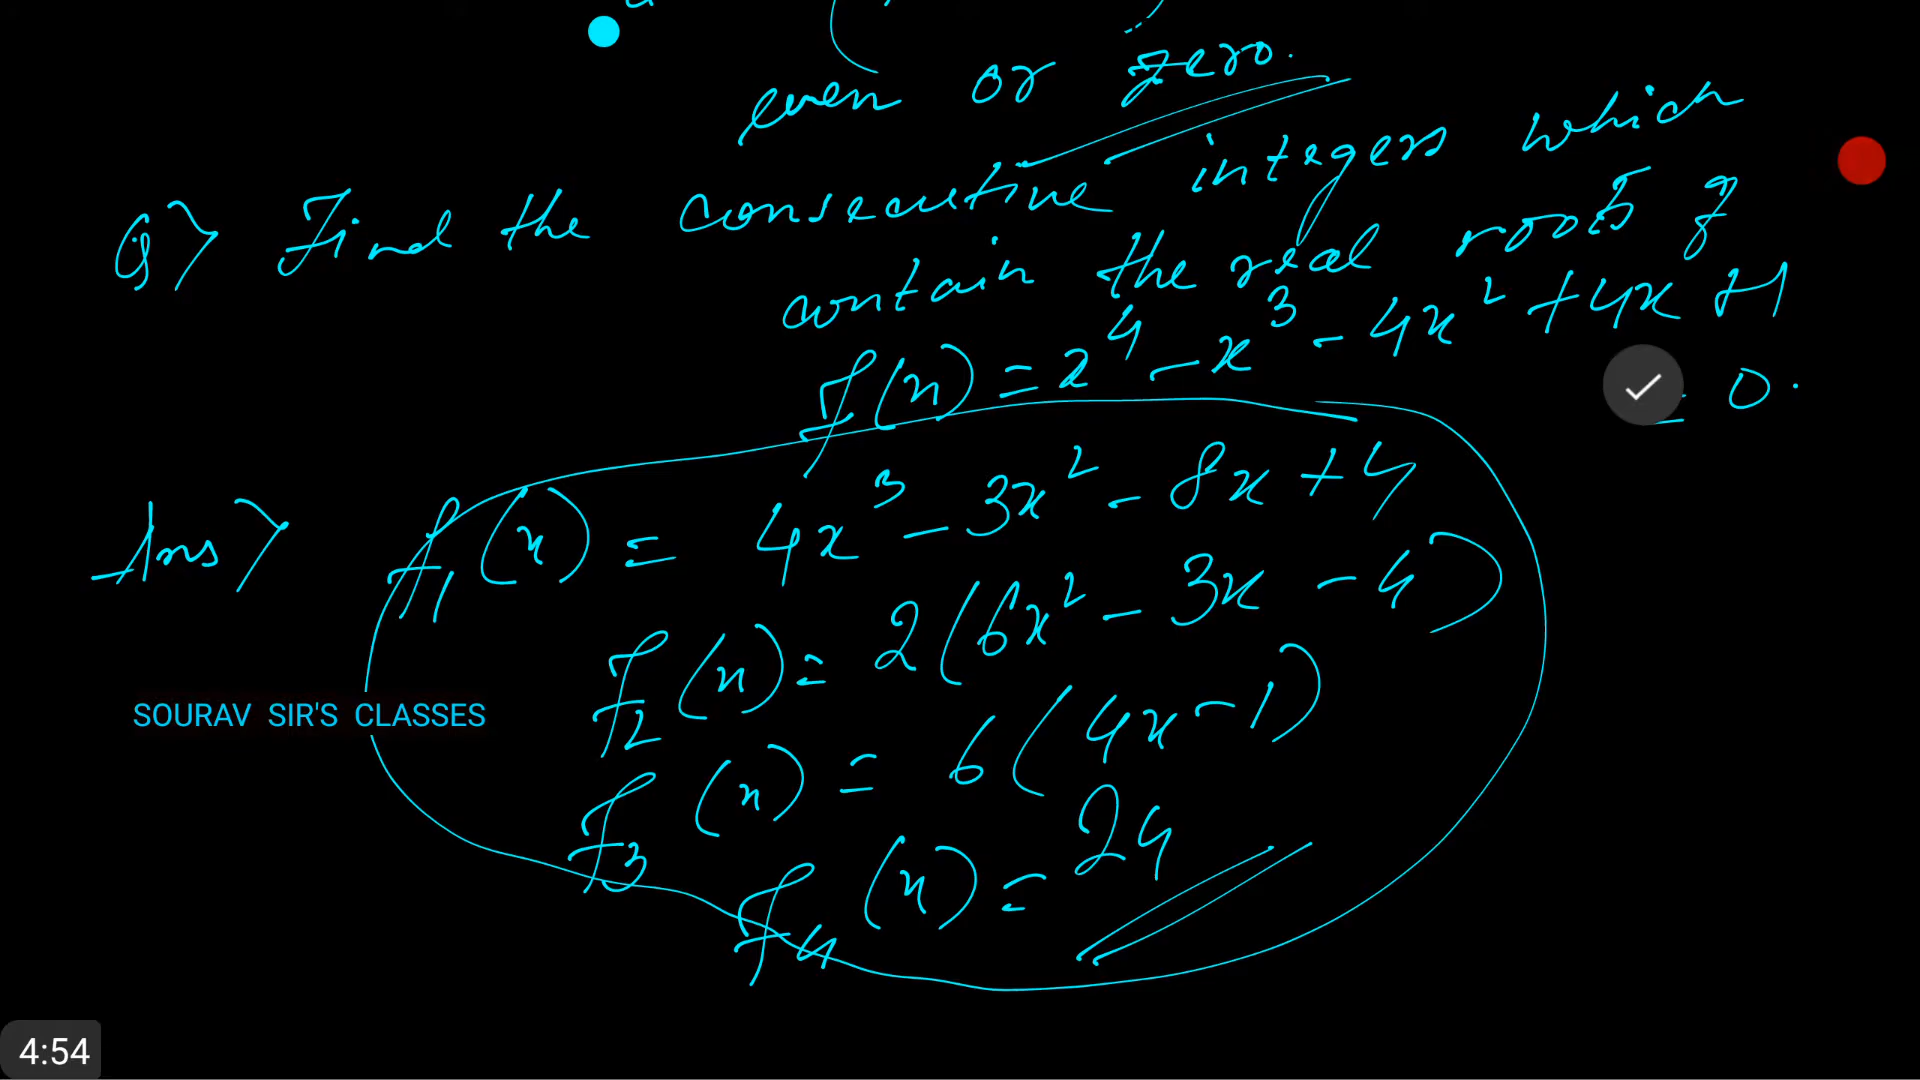 even or zero.
Q> Find the consecutive integers which
contain the real roots of
f(x) = x⁴ - x³ - 4x² + 4x + 1
= 0.
Ans> f₁(x) = 4x³ - 3x² - 8x + 4
f₂(x) = 2(6x² - 3x - 4)
SOURAV SIR'S CLASSES
f₃(x) = 6(4x - 1)
f₄(x) = 24
4:54